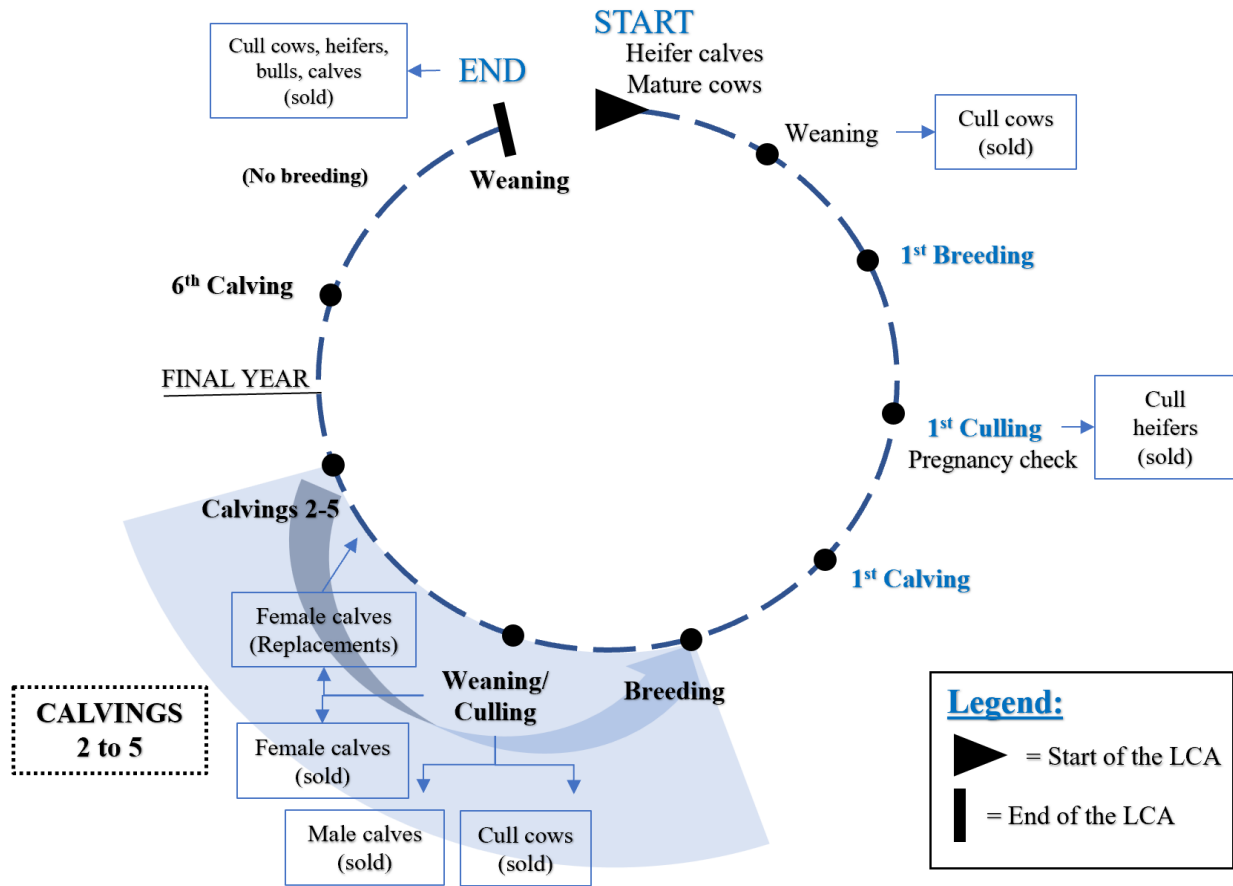 START
Heifer calves
Mature cows
Weaning
Cull cows
(sold)
1st Breeding
1st Culling
Pregnancy check
Cull
heifers
(sold)
1st Calving
Breeding
Weaning/
Culling
Female calves
(Replacements)
Female calves
(sold)
Male calves
(sold)
Cull cows
(sold)
Calvings 2-5
CALVINGS
2 to 5
FINAL YEAR
6th Calving
(No breeding)
Weaning
END
Cull cows, heifers,
bulls, calves
(sold)
Legend:
= Start of the LCA
= End of the LCA